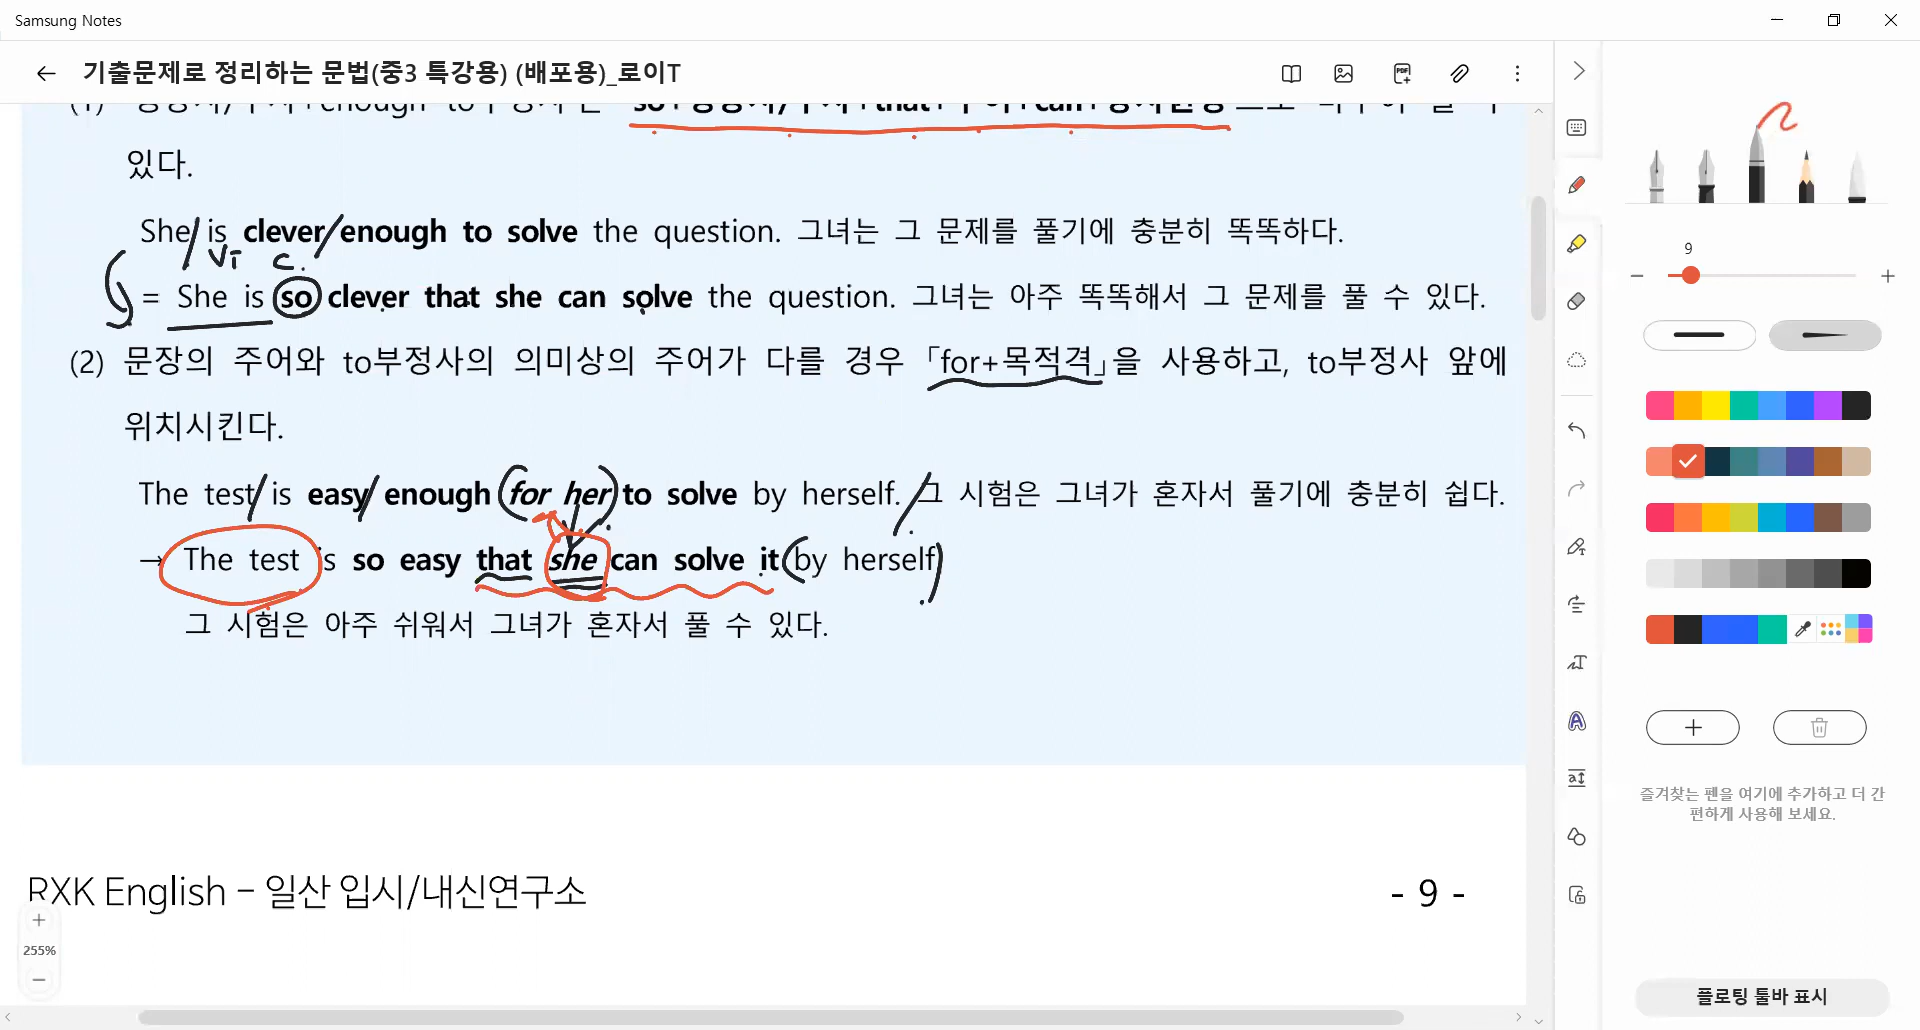 Samsung Notes
기출문제로 정리하는 문법(중3 특강용) (배포용)_로이T
있다.
She is clever enough to solve the question. 그녀는 그 문제를 풀기에 충분히 똑똑하다.
VI C.
= She is so clever that she can solve the question. 그녀는 아주 똑똑해서 그 문제를 풀 수 있다.
(2) 문장의 주어와 to부정사의 의미상의 주어가 다를 경우 「for+목적격」을 사용하고, to부정사 앞에
위치시킨다.
The test is easy enough for her to solve by herself. 그 시험은 그녀가 혼자서 풀기에 충분히 쉽다.
→ The test is so easy that she can solve it by herself
그 시험은 아주 쉬워서 그녀가 혼자서 풀 수 있다.
RXK English – 일산 입시/내신연구소
- 9 -
255%
9
즐겨찾는 펜을 여기에 추가하고 더 간
편하게 사용해 보세요.
플로팅 툴바 표시